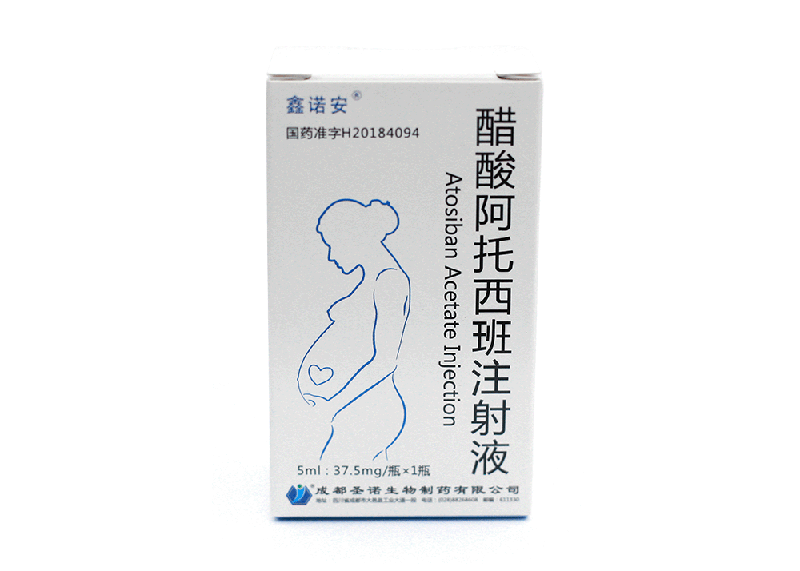 鑫诺安®
国药准字H20184094
醋酸阿托西班注射液
Atosiban Acetate Injection
5ml：37.5mg/瓶×1瓶
成都圣诺生物制药有限公司